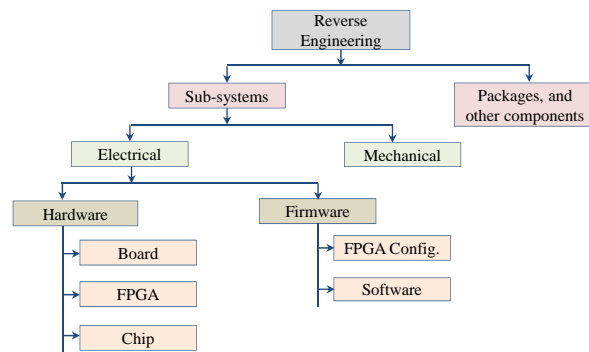 Reverse
Engineering
Sub-systems
Packages, and
other components
Electrical
Mechanical
Hardware
Firmware
Board
FPGA Config.
FPGA
Software
Chip